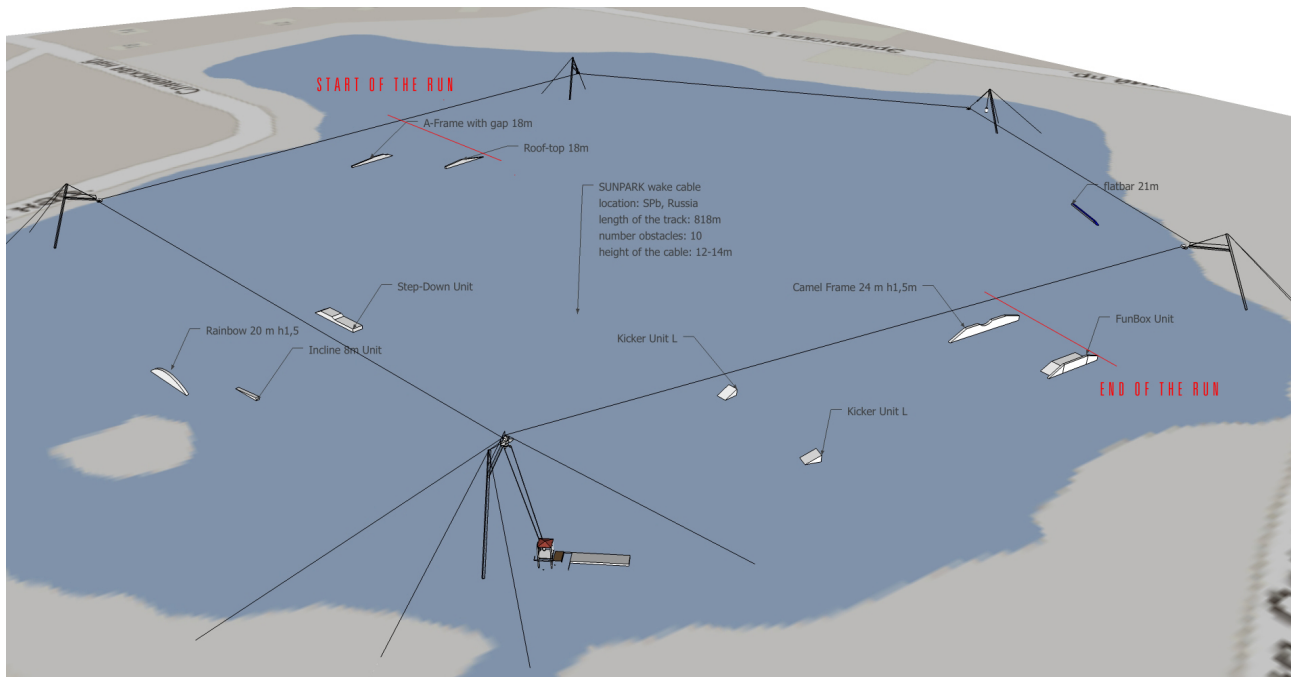 START OF THE RUN
A-Frame with gap 18m
Roof-top 18m
SUNPARK wake cable
location: SPb, Russia
length of the track: 818m
number obstacles: 10
height of the cable: 12-14m
flatbar 21m
Step-Down Unit
Camel Frame 24 m h1,5m
Rainbow 20 m h1,5
Incline 8m Unit
Kicker Unit L
FunBox Unit
END OF THE RUN
Kicker Unit L